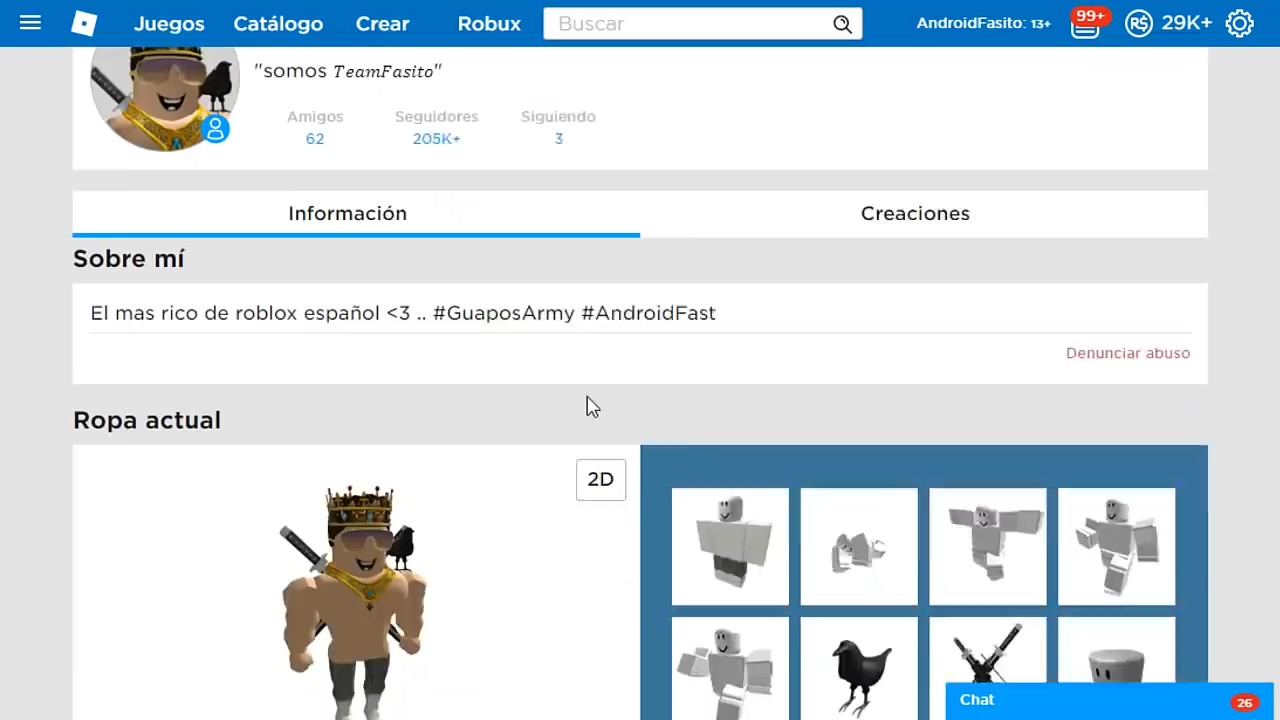 Juegos Catálogo Crear Robux Buscar AndroidFasito: 13+ 99+ R$ 29K+
"somos TeamFasito"
Amigos Seguidores Siguiendo
62 205K+ 3
Información Creaciones
Sobre mí
El mas rico de roblox español <3 .. #GuaposArmy #AndroidFast
Denunciar abuso
Ropa actual
2D
Chat 26